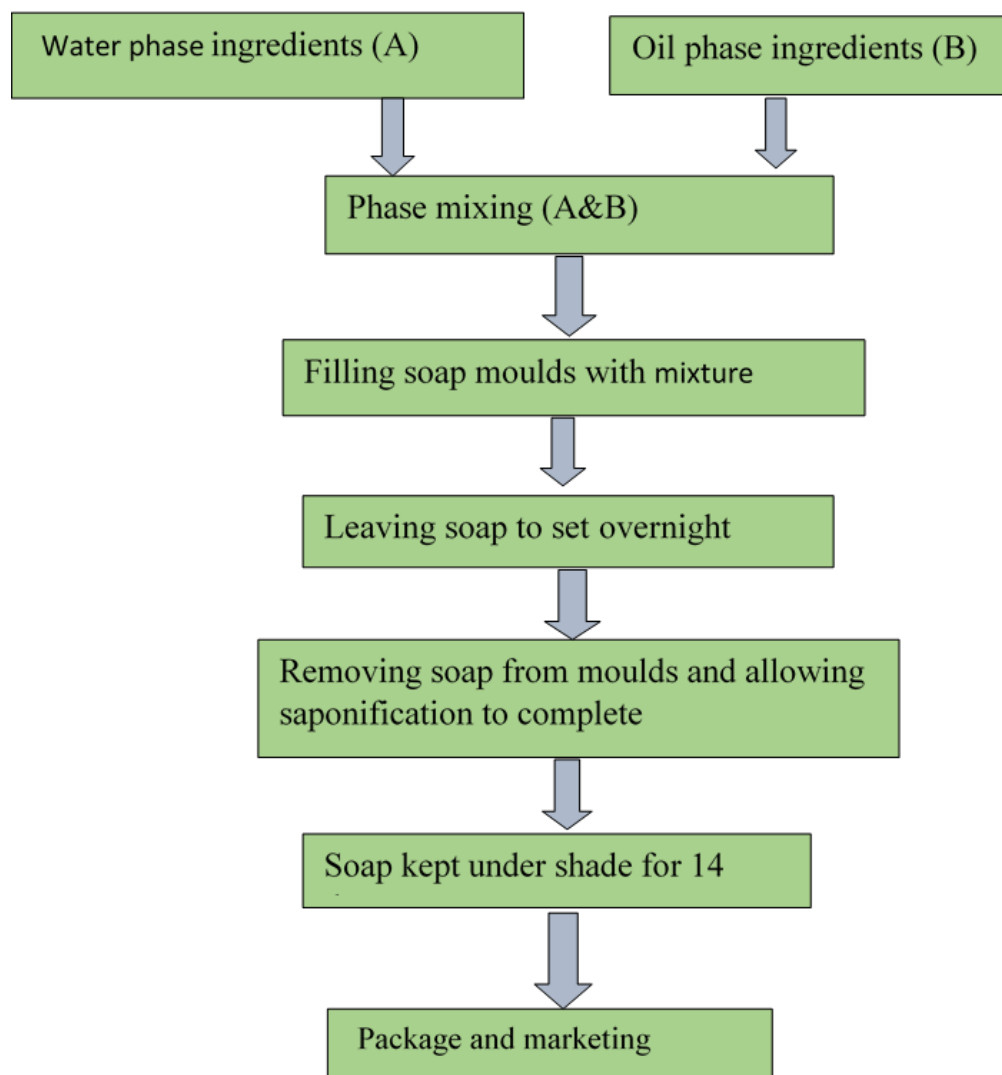 Water phase ingredients (A)
Oil phase ingredients (B)
Phase mixing (A&B)
Filling soap moulds with mixture
Leaving soap to set overnight
Removing soap from moulds and allowing
saponification to complete
Soap kept under shade for 14
Package and marketing